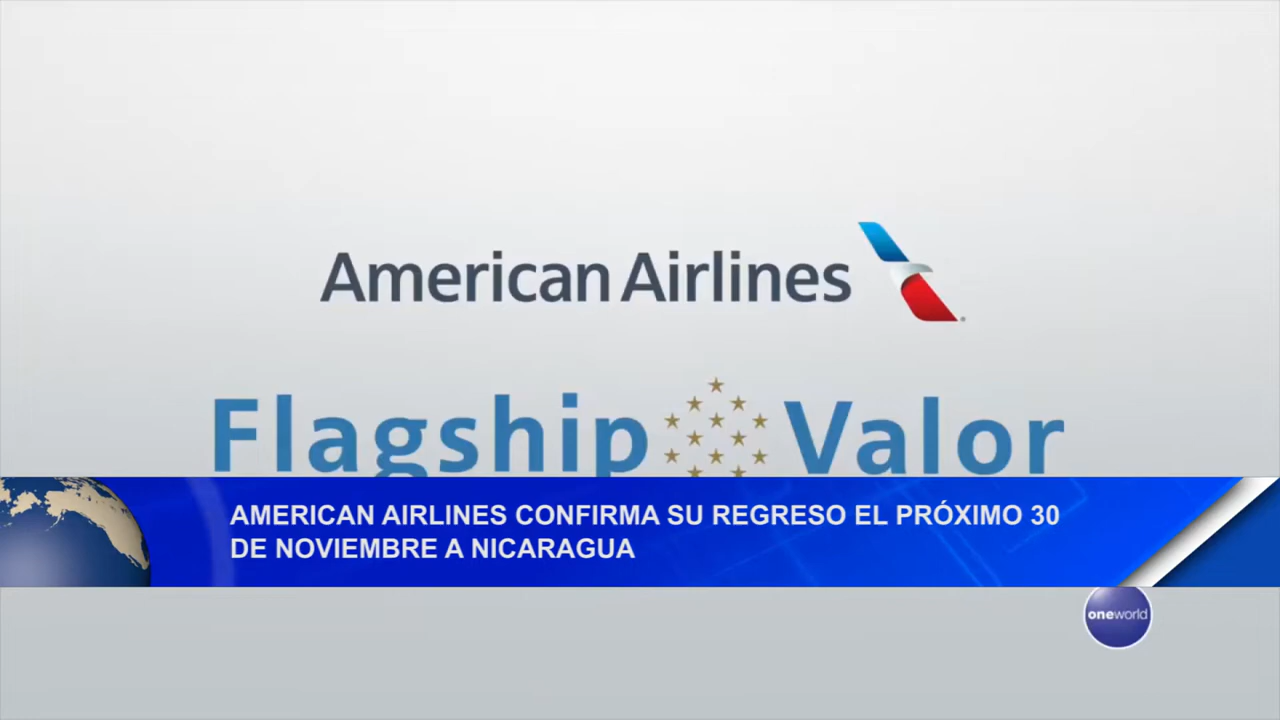 American Airlines
Flagship Valor
AMERICAN AIRLINES CONFIRMA SU REGRESO EL PRÓXIMO 30
DE NOVIEMBRE A NICARAGUA
oneworld